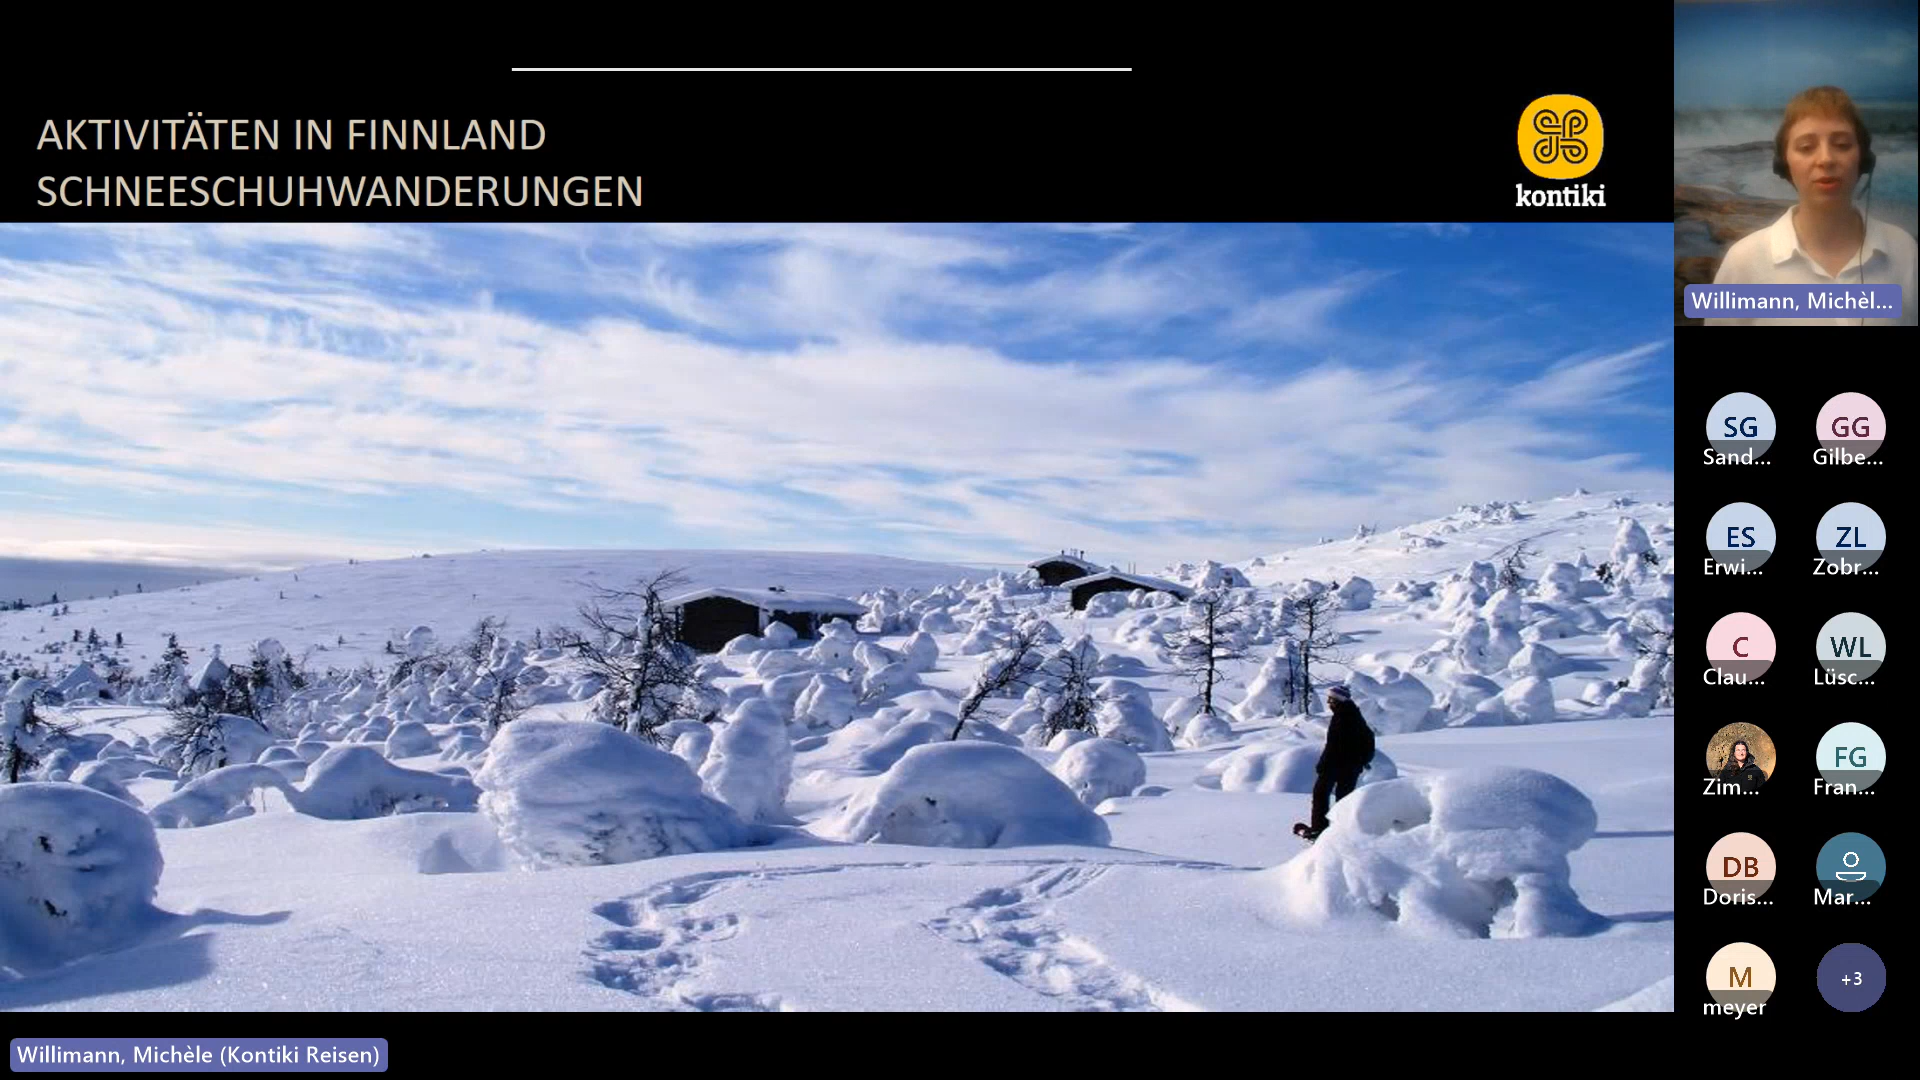 AKTIVITÄTEN IN FINNLAND
SCHNEESCHUHWANDERUNGEN
kontiki
Willimann, Michèl...
SG
Sand...
GG
Gilbe...
ES
Erwi...
ZL
Zobr...
C
Clau...
WL
Lüsc...
Zim...
FG
Fran...
DB
Doris...
Mar...
M
meyer
+3
Willimann, Michèle (Kontiki Reisen)